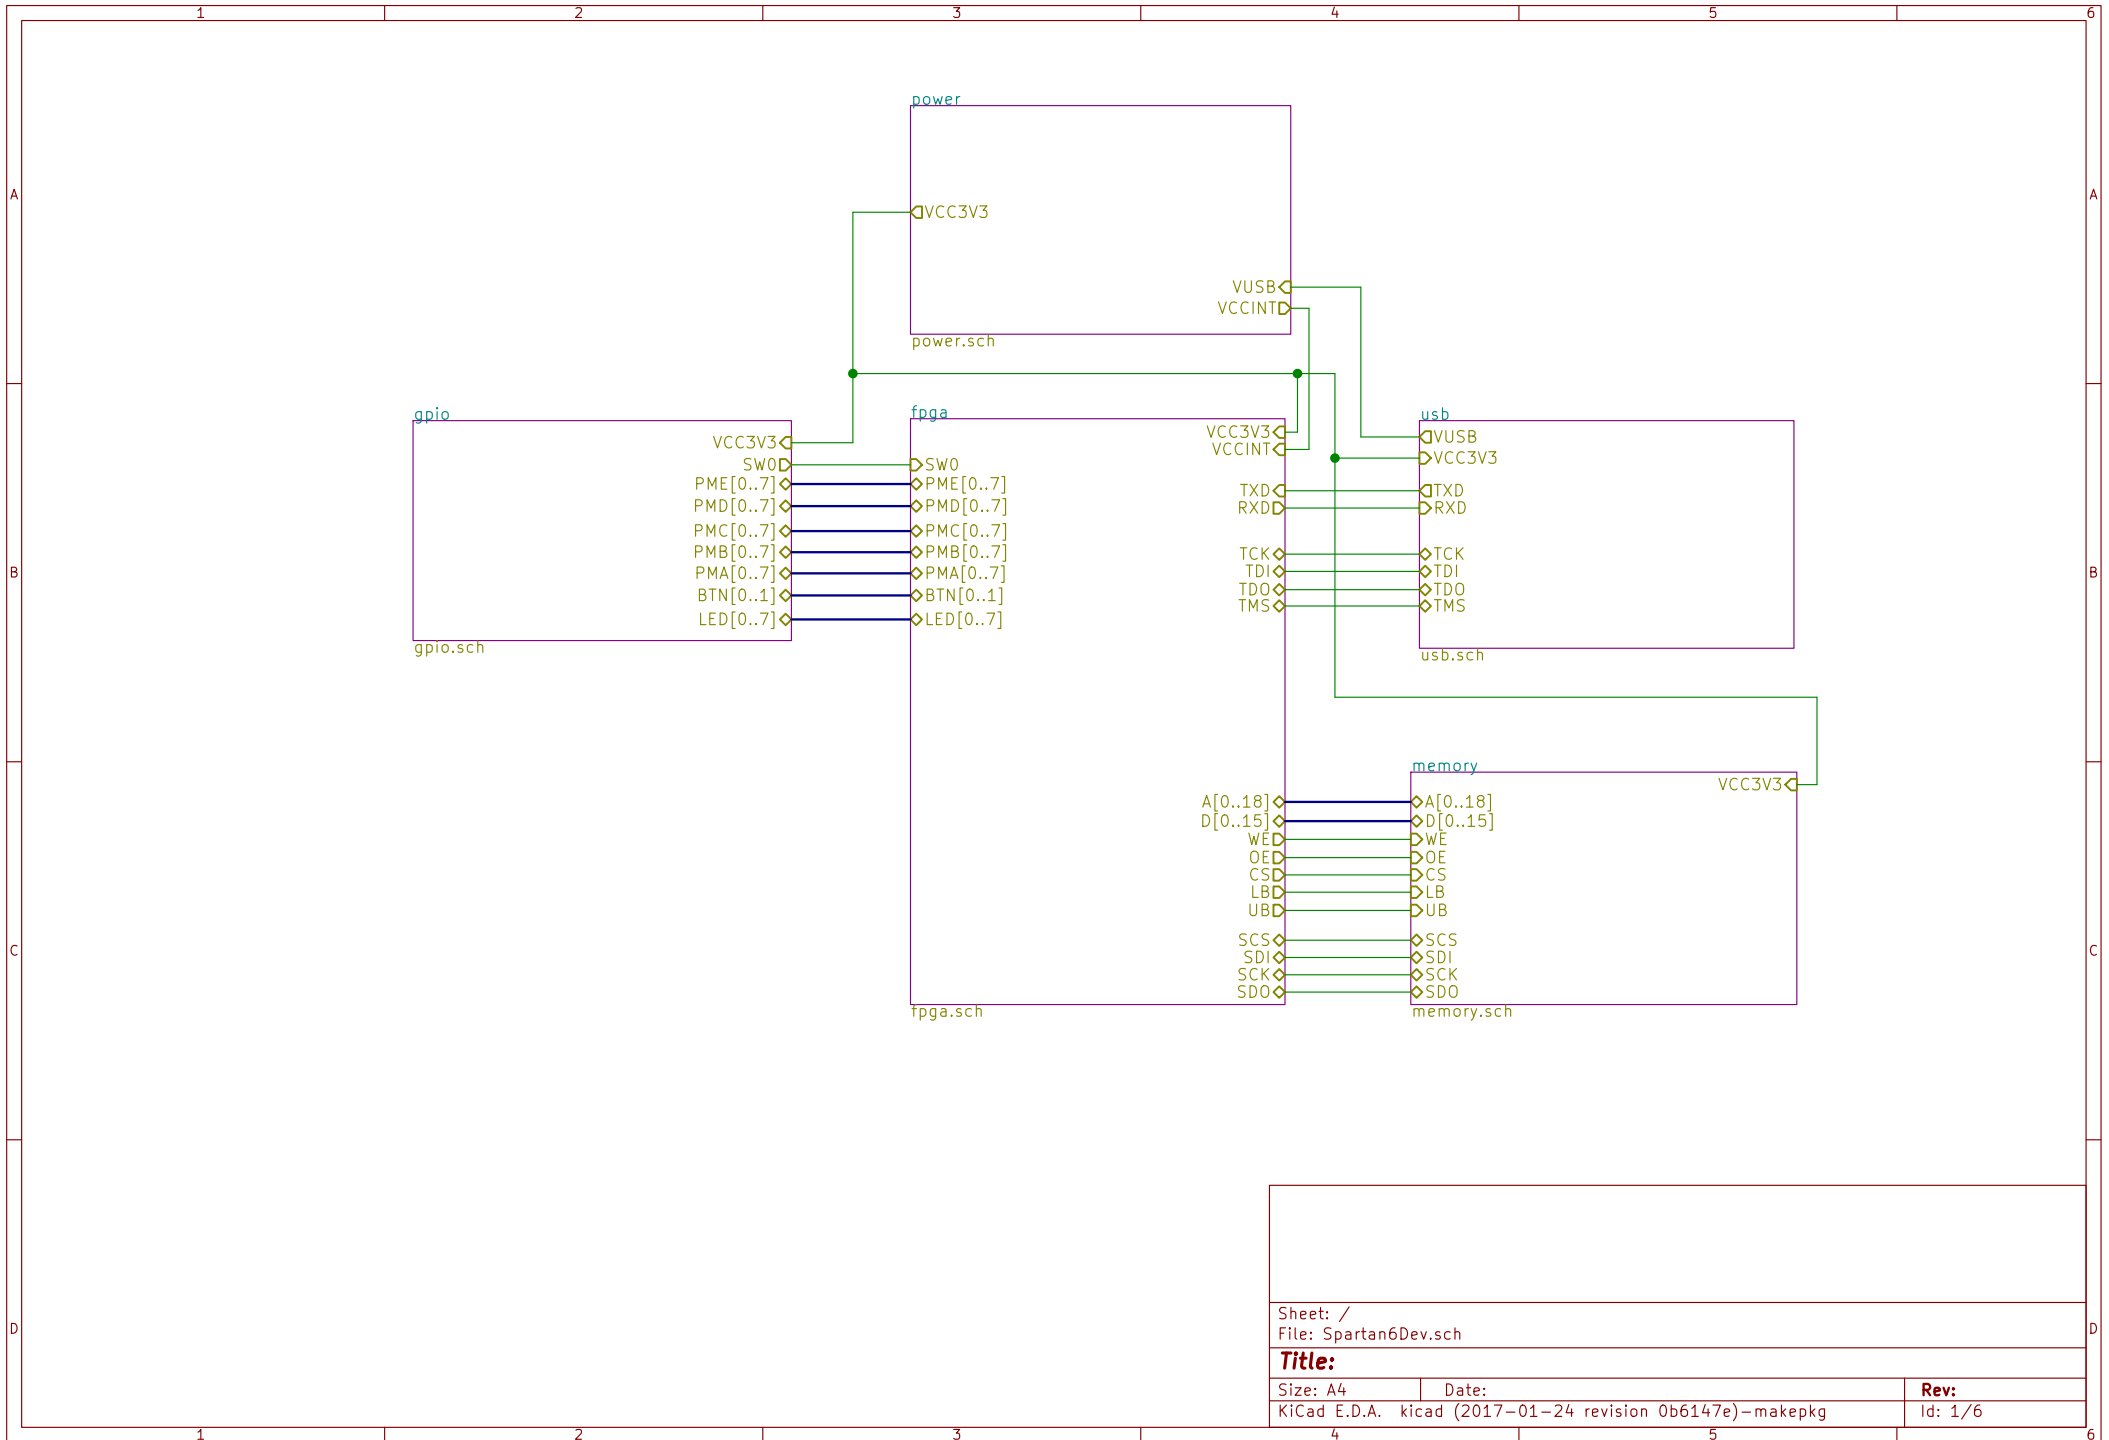 1 2 3 4 5 6
A
B
C
D
A
B
C
D
power
VCC3V3
VUSB
VCCINT
power.sch
gpio
VCC3V3
SW0
PME[0..7]
PMD[0..7]
PMC[0..7]
PMB[0..7]
PMA[0..7]
BTN[0..1]
LED[0..7]
gpio.sch
fpga
SW0
PME[0..7]
PMD[0..7]
PMC[0..7]
PMB[0..7]
PMA[0..7]
BTN[0..1]
LED[0..7]
VCC3V3
VCCINT
TXD
RXD
TCK
TDI
TDO
TMS
A[0..18]
D[0..15]
WE
OE
CS
LB
UB
SCS
SDI
SCK
SDO
fpga.sch
usb
VUSB
VCC3V3
TXD
RXD
TCK
TDI
TDO
TMS
usb.sch
memory
VCC3V3
A[0..18]
D[0..15]
WE
OE
CS
LB
UB
SCS
SDI
SCK
SDO
memory.sch
Sheet: /
File: Spartan6Dev.sch
Title:
Size: A4 Date: Rev:
KiCad E.D.A. kicad (2017-01-24 revision 0b6147e)-makepkg Id: 1/6
1 2 3 4 5 6